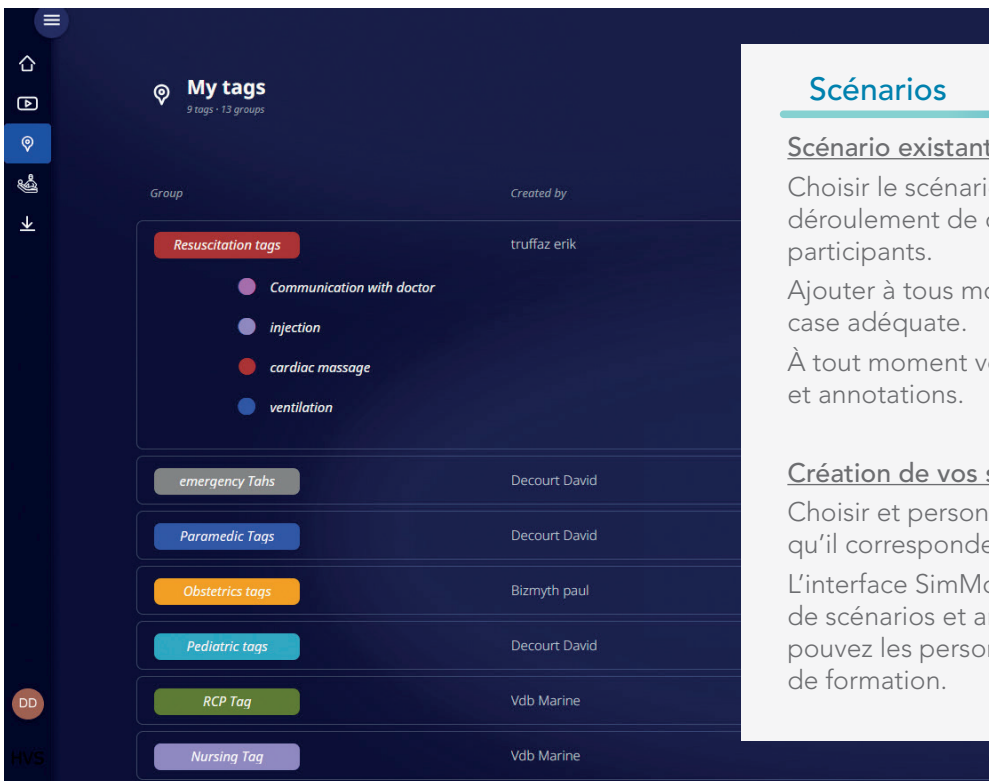 My tags
9 tags · 13 groups
Group Created by
Resuscitation tags truffaz erik
Communication with doctor
injection
cardiac massage
ventilation
emergency Tahs Decourt David
Paramedic Tags Decourt David
Obstetrics tags Bizmyth paul
Pediatric tags Decourt David
RCP Tag Vdb Marine
Nursing Tag Vdb Marine
DD
HVS
Scénarios
Scénario existant
Choisir le scénari
déroulement de
participants.
Ajouter à tous mo
case adéquate.
À tout moment v
et annotations.
Création de vos s
Choisir et person
qu'il corresponde
L'interface SimMo
de scénarios et a
pouvez les person
de formation.